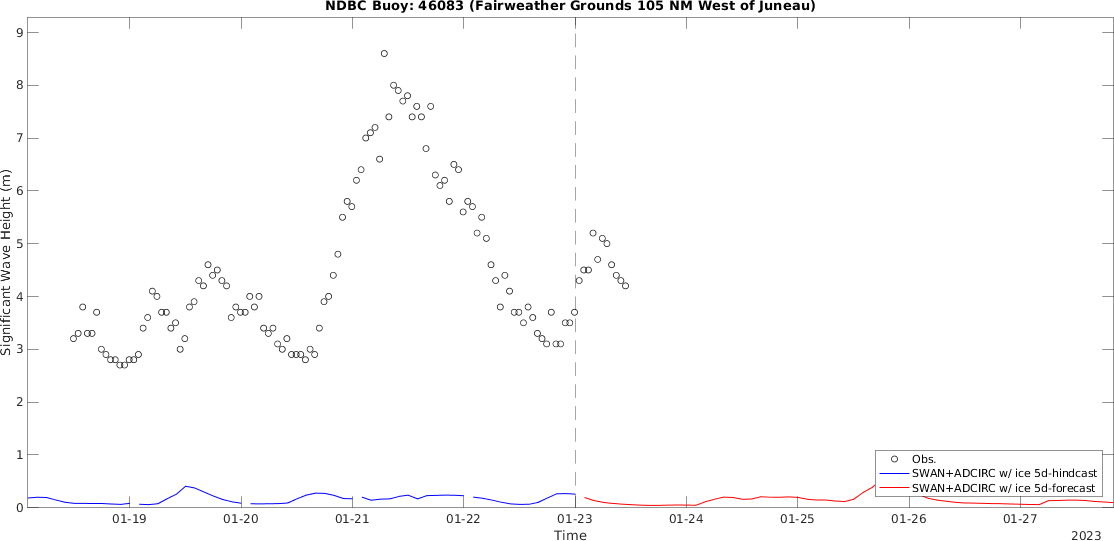 NDBC Buoy: 46083 (Fairweather Grounds 105 NM West of Juneau)
Significant Wave Height (m)
9
8
7
6
5
4
3
2
1
0
Obs.
SWAN+ADCIRC w/ ice 5d-hindcast
SWAN+ADCIRC w/ ice 5d-forecast
01-19 01-20 01-21 01-22 01-23 01-24 01-25 01-26 01-27
Time
2023